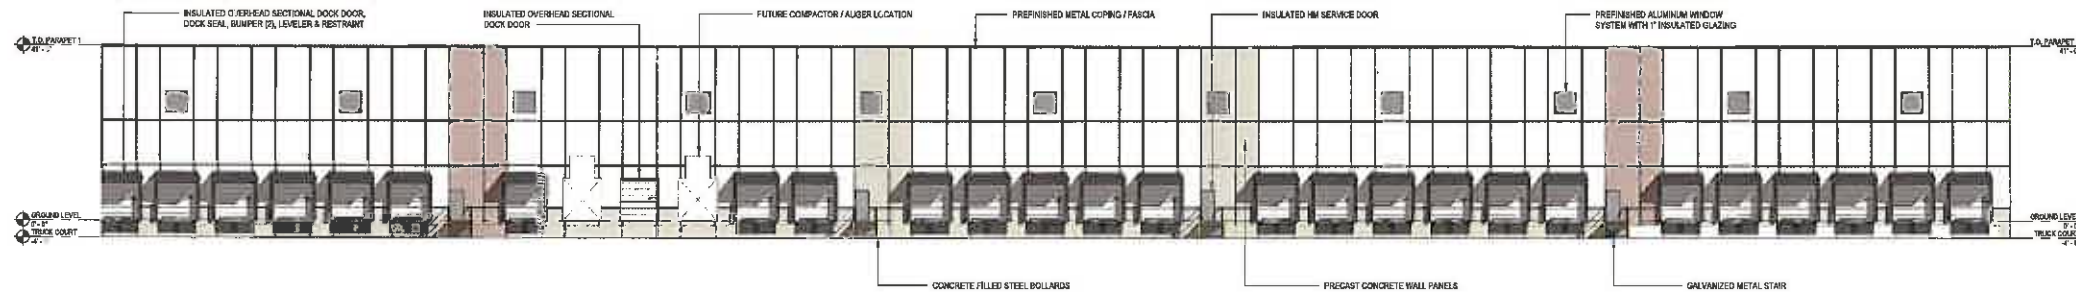 INSULATED OVERHEAD SECTIONAL DOCK DOOR,
DOCK SEAL, BUMPER (2), LEVELER & RESTRAINT
INSULATED OVERHEAD SECTIONAL
DOCK DOOR
FUTURE COMPACTOR / AUGER LOCATION
PREFINISHED METAL COPING / FASCIA
INSULATED HM SERVICE DOOR
PREFINISHED ALUMINUM WINDOW
SYSTEM WITH 1" INSULATED GLAZING
T.O. PARAPET 1
T.O. PARAPET
GROUND LEVEL
TRUCK COURT
GROUND LEVE
TRUCK COUR
CONCRETE FILLED STEEL BOLLARDS
PRECAST CONCRETE WALL PANELS
GALVANIZED METAL STAIR